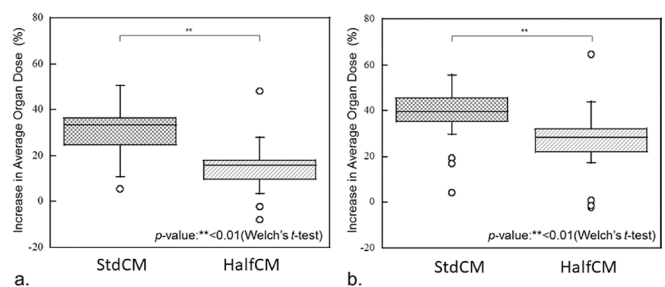 Increase in Average Organ Dose (%)
80
60
40
20
0
-20
**
p-value:**<0.01(Welch's t-test)
StdCM HalfCM
a.
Increase in Average Organ Dose (%)
80
60
40
20
0
-20
**
p-value:**<0.01(Welch's t-test)
StdCM HalfCM
b.